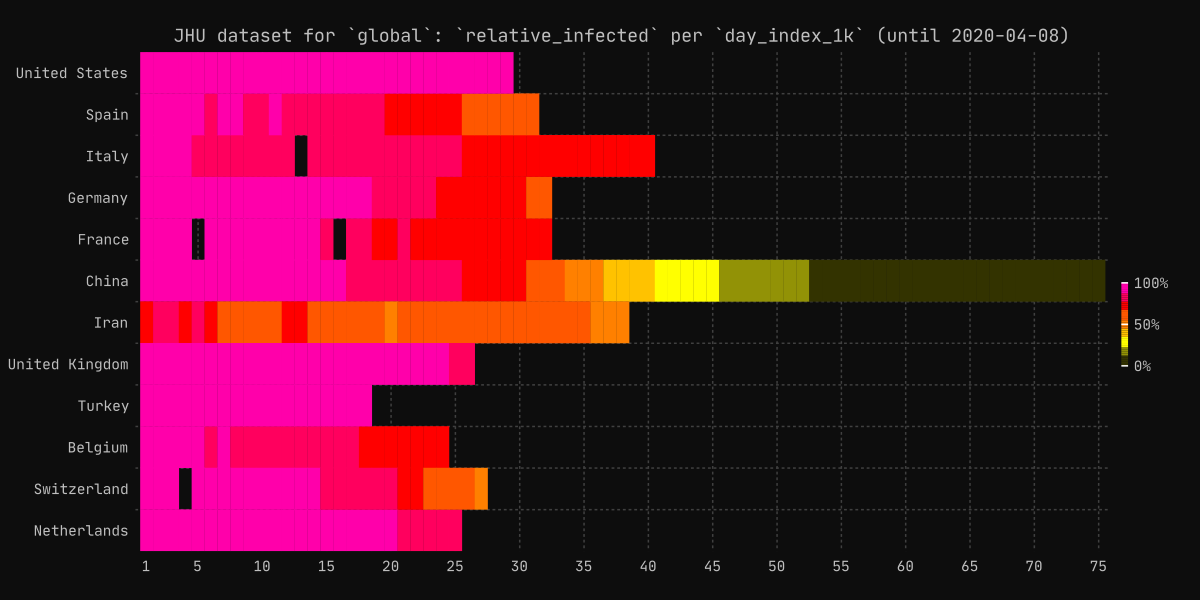 JHU dataset for `global`: `relative_infected` per `day_index_1k` (until 2020-04-08)
United States
Spain
Italy
Germany
France
China
Iran
United Kingdom
Turkey
Belgium
Switzerland
Netherlands
100%
50%
0%
1 5 10 15 20 25 30 35 40 45 50 55 60 65 70 75